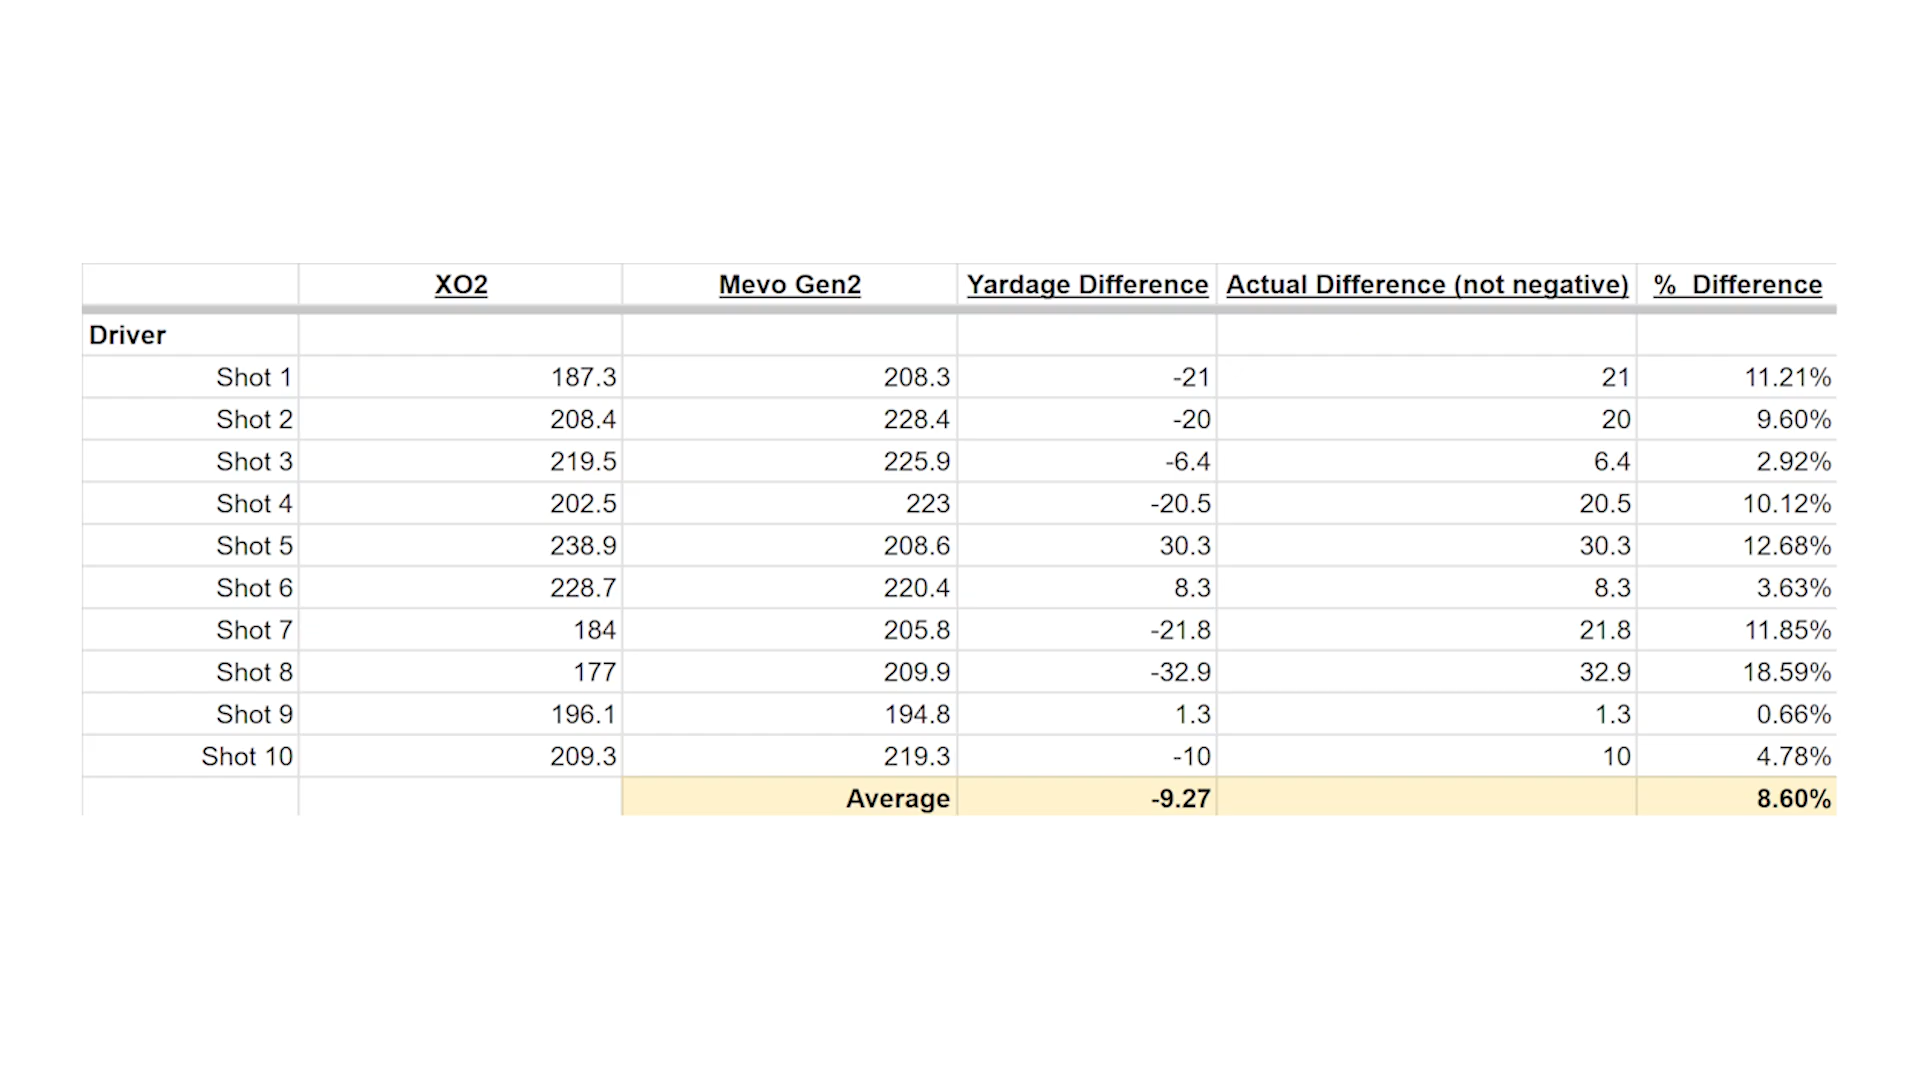 XO2 Mevo Gen2 Yardage Difference Actual Difference (not negative) % Difference
Driver
Shot 1 187.3 208.3 -21 21 11.21%
Shot 2 208.4 228.4 -20 20 9.60%
Shot 3 219.5 225.9 -6.4 6.4 2.92%
Shot 4 202.5 223 -20.5 20.5 10.12%
Shot 5 238.9 208.6 30.3 30.3 12.68%
Shot 6 228.7 220.4 8.3 8.3 3.63%
Shot 7 184 205.8 -21.8 21.8 11.85%
Shot 8 177 209.9 -32.9 32.9 18.59%
Shot 9 196.1 194.8 1.3 1.3 0.66%
Shot 10 209.3 219.3 -10 10 4.78%
Average -9.27 8.60%